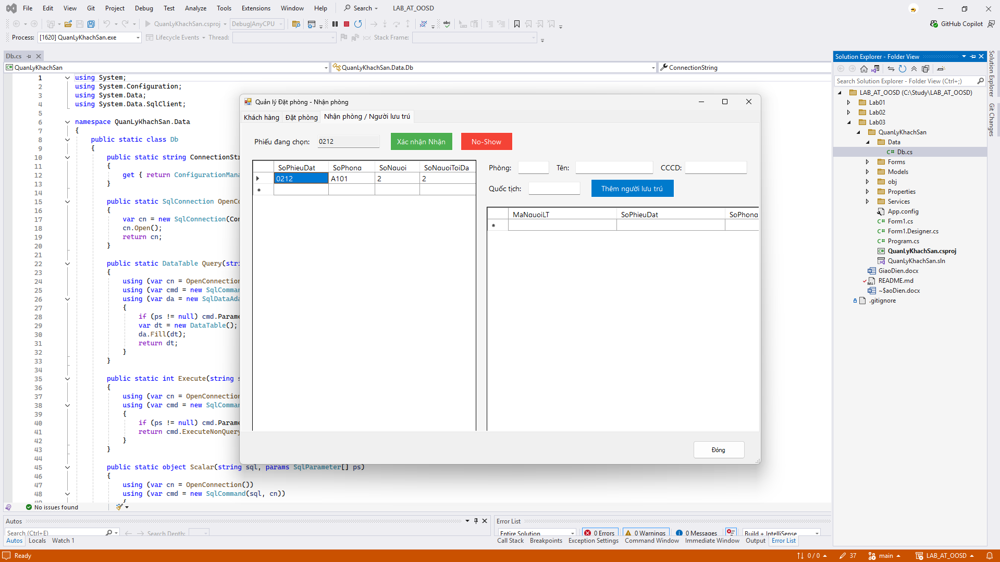 File Edit View Git Project Debug Test Analyze Tools Extensions Window Help Search LAB_AT_OOSD
QuanLyKhachSan.csproj Debug|AnyCPU GitHub Copilot
Process: [1620] QuanLyKhachSan.exe Lifecycle Events Thread: Stack Frame:
Db.cs
QuanLyKhachSan QuanLyKhachSan.Data.Db ConnectionString
1 using System;
2 using System.Configuration;
3 using System.Data;
4 using System.Data.SqlClient;
5
6 namespace QuanLyKhachSan.Data
7 {
8 public static class Db
9 {
10 public static string ConnectionStr
11 {
12 get { return ConfigurationMana
13 }
14
15 public static SqlConnection OpenCo
16 {
17 var cn = new SqlConnection(Con
18 cn.Open();
19 return cn;
20 }
21
22 public static DataTable Query(stri
23 {
24 using (var cn = OpenConnection
25 using (var cmd = new SqlComman
26 using (var da = new SqlDataAda
27 {
28 if (ps != null) cmd.Parame
29 var dt = new DataTable();
30 da.Fill(dt);
31 return dt;
32 }
33 }
34
35 public static int Execute(string s
36 {
37 using (var cn = OpenConnection
38 using (var cmd = new SqlComman
39 {
40 if (ps != null) cmd.Parame
41 return cmd.ExecuteNonQuery
42 }
43 }
44
45 public static object Scalar(string sql, params SqlParameter[] ps)
46 {
47 using (var cn = OpenConnection())
48 using (var cmd = new SqlCommand(sql, cn))
No issues found
Quản lý Đặt phòng - Nhận phòng
Khách hàng Đặt phòng Nhận phòng / Người lưu trú
Phiếu đang chọn: 0212 Xác nhận Nhận No-Show
SoPhieuDat SoPhong SoNguoi SoNguoiToiDa
0212 A101 2 2
Phòng: Tên: CCCD:
Quốc tịch: Thêm người lưu trú
MaNguoiLT SoPhieuDat SoPhong
Đóng
Solution Explorer - Folder View
Search Solution Explorer - Folder View (Ctrl+;)
LAB_AT_OOSD (C:\Study\LAB_AT_OOSD)
Lab01
Lab02
Lab03
QuanLyKhachSan
Data
Db.cs
Forms
Models
obj
Properties
Services
App.config
Form1.cs
Form1.Designer.cs
Program.cs
QuanLyKhachSan.csproj
QuanLyKhachSan.sln
GiaoDien.docx
README.md
~$aoDien.docx
.gitignore
Solution Explorer
Git Changes
Autos
Search (Ctrl+E) Search Depth:
Autos Locals Watch 1
Error List
Entire Solution 0 Errors 0 Warnings 0 Messages Build + IntelliSense
Call Stack Breakpoints Exception Settings Command Window Immediate Window Output Error List
Ready 0 / 0 37 main LAB_AT_OOSD